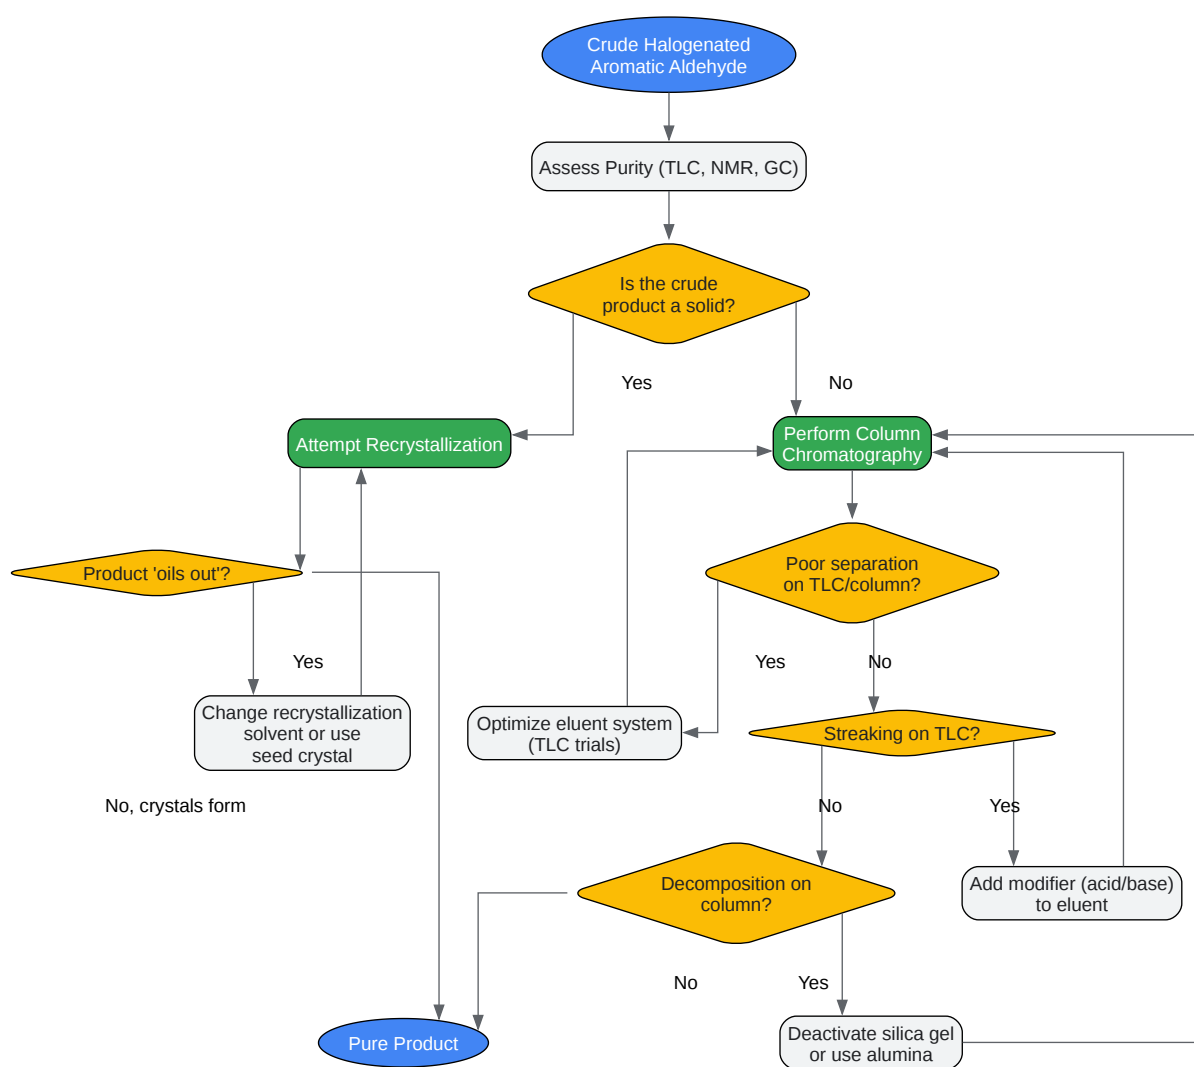 Crude Halogenated
Aromatic Aldehyde
Assess Purity (TLC, NMR, GC)
Is the crude
product a solid?
Yes
No
Attempt Recrystallization
Perform Column
Chromatography
Product 'oils out'?
Poor separation
on TLC/column?
Yes
Yes
No
Change recrystallization
solvent or use
seed crystal
Optimize eluent system
(TLC trials)
Streaking on TLC?
No, crystals form
No
Yes
Decomposition on
column?
Add modifier (acid/base)
to eluent
No
Yes
Pure Product
Deactivate silica gel
or use alumina